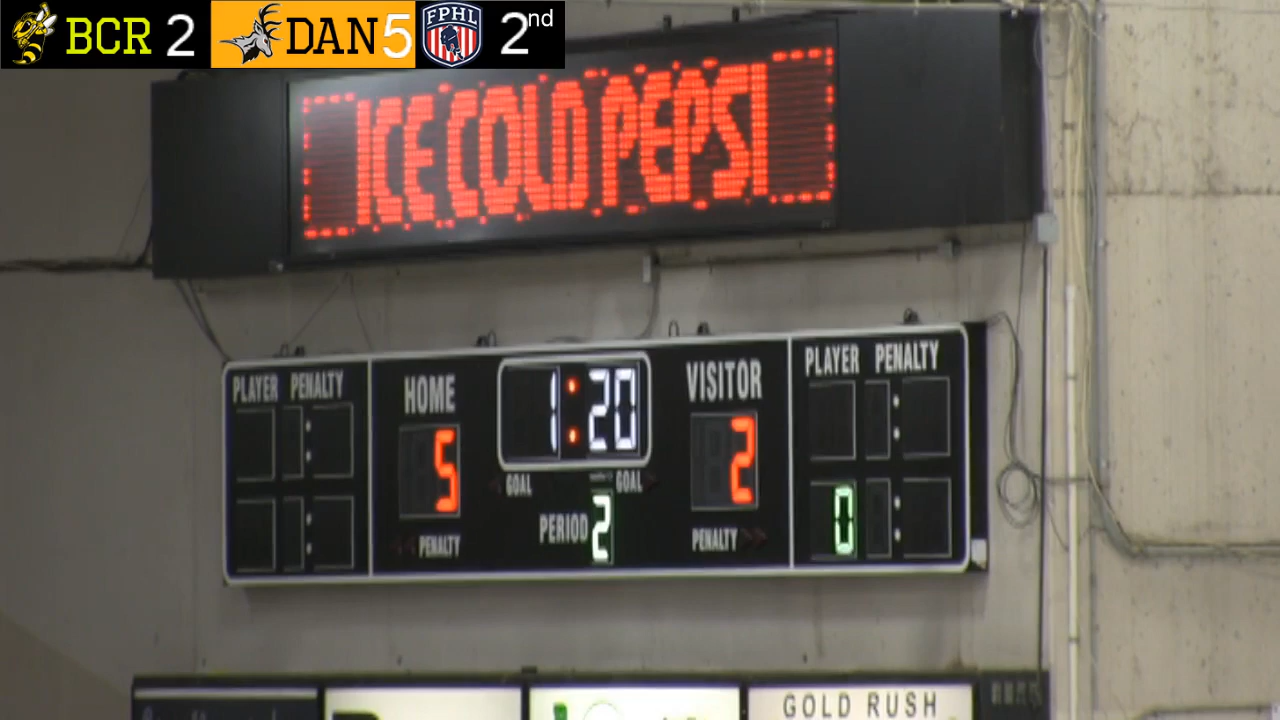 BCR 2 DAN 5 FPHL 2nd
ICE COLD PEPSI
PLAYER PENALTY HOME 1:20 VISITOR PLAYER PENALTY
5 2
GOAL GOAL
PENALTY PERIOD 2 PENALTY 0
GOLD RUSH